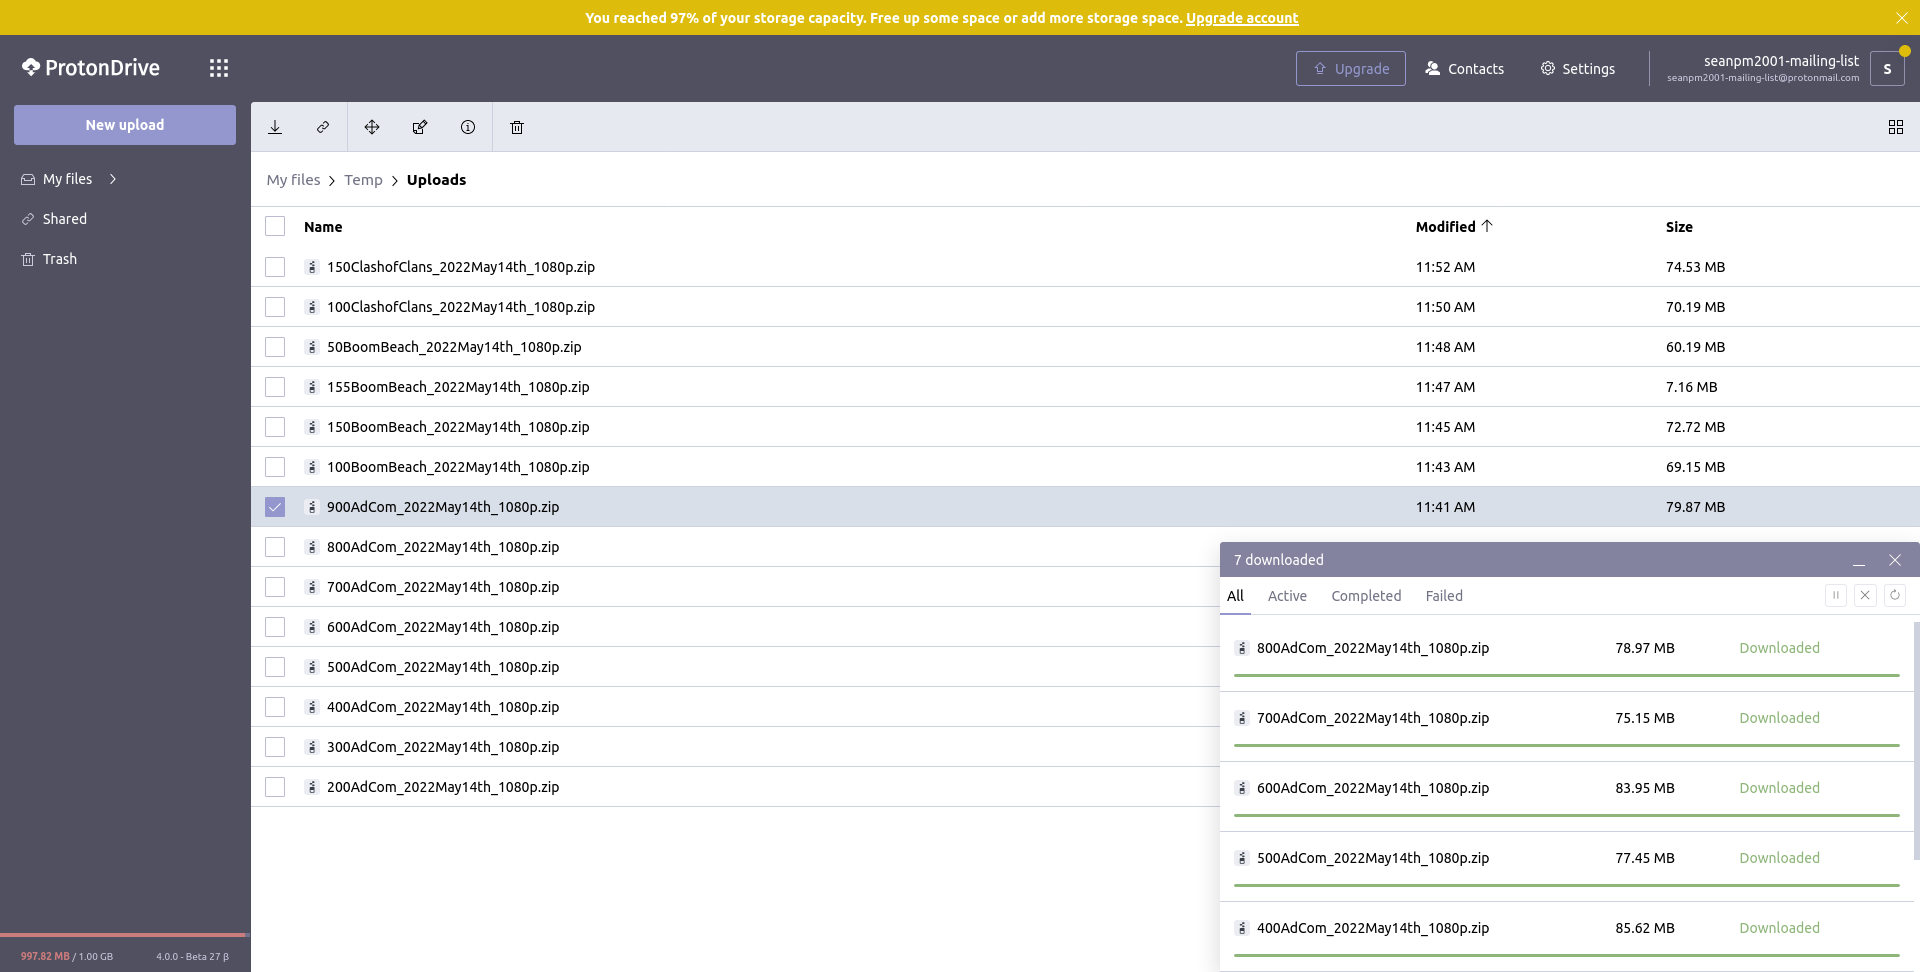 You reached 97% of your storage capacity. Free up some space or add more storage space. Upgrade account
ProtonDrive
Upgrade
Contacts
Settings
seanpm2001-mailing-list
seanpm2001-mailing-list@protonmail.com
S
New upload
My files
Shared
Trash
My files > Temp > Uploads
Name Modified Size
150ClashofClans_2022May14th_1080p.zip 11:52 AM 74.53 MB
100ClashofClans_2022May14th_1080p.zip 11:50 AM 70.19 MB
50BoomBeach_2022May14th_1080p.zip 11:48 AM 60.19 MB
155BoomBeach_2022May14th_1080p.zip 11:47 AM 7.16 MB
150BoomBeach_2022May14th_1080p.zip 11:45 AM 72.72 MB
100BoomBeach_2022May14th_1080p.zip 11:43 AM 69.15 MB
900AdCom_2022May14th_1080p.zip 11:41 AM 79.87 MB
800AdCom_2022May14th_1080p.zip
700AdCom_2022May14th_1080p.zip
600AdCom_2022May14th_1080p.zip
500AdCom_2022May14th_1080p.zip
400AdCom_2022May14th_1080p.zip
300AdCom_2022May14th_1080p.zip
200AdCom_2022May14th_1080p.zip
7 downloaded
All Active Completed Failed
800AdCom_2022May14th_1080p.zip 78.97 MB Downloaded
700AdCom_2022May14th_1080p.zip 75.15 MB Downloaded
600AdCom_2022May14th_1080p.zip 83.95 MB Downloaded
500AdCom_2022May14th_1080p.zip 77.45 MB Downloaded
400AdCom_2022May14th_1080p.zip 85.62 MB Downloaded
997.82 MB / 1.00 GB 4.0.0 - Beta 27 β